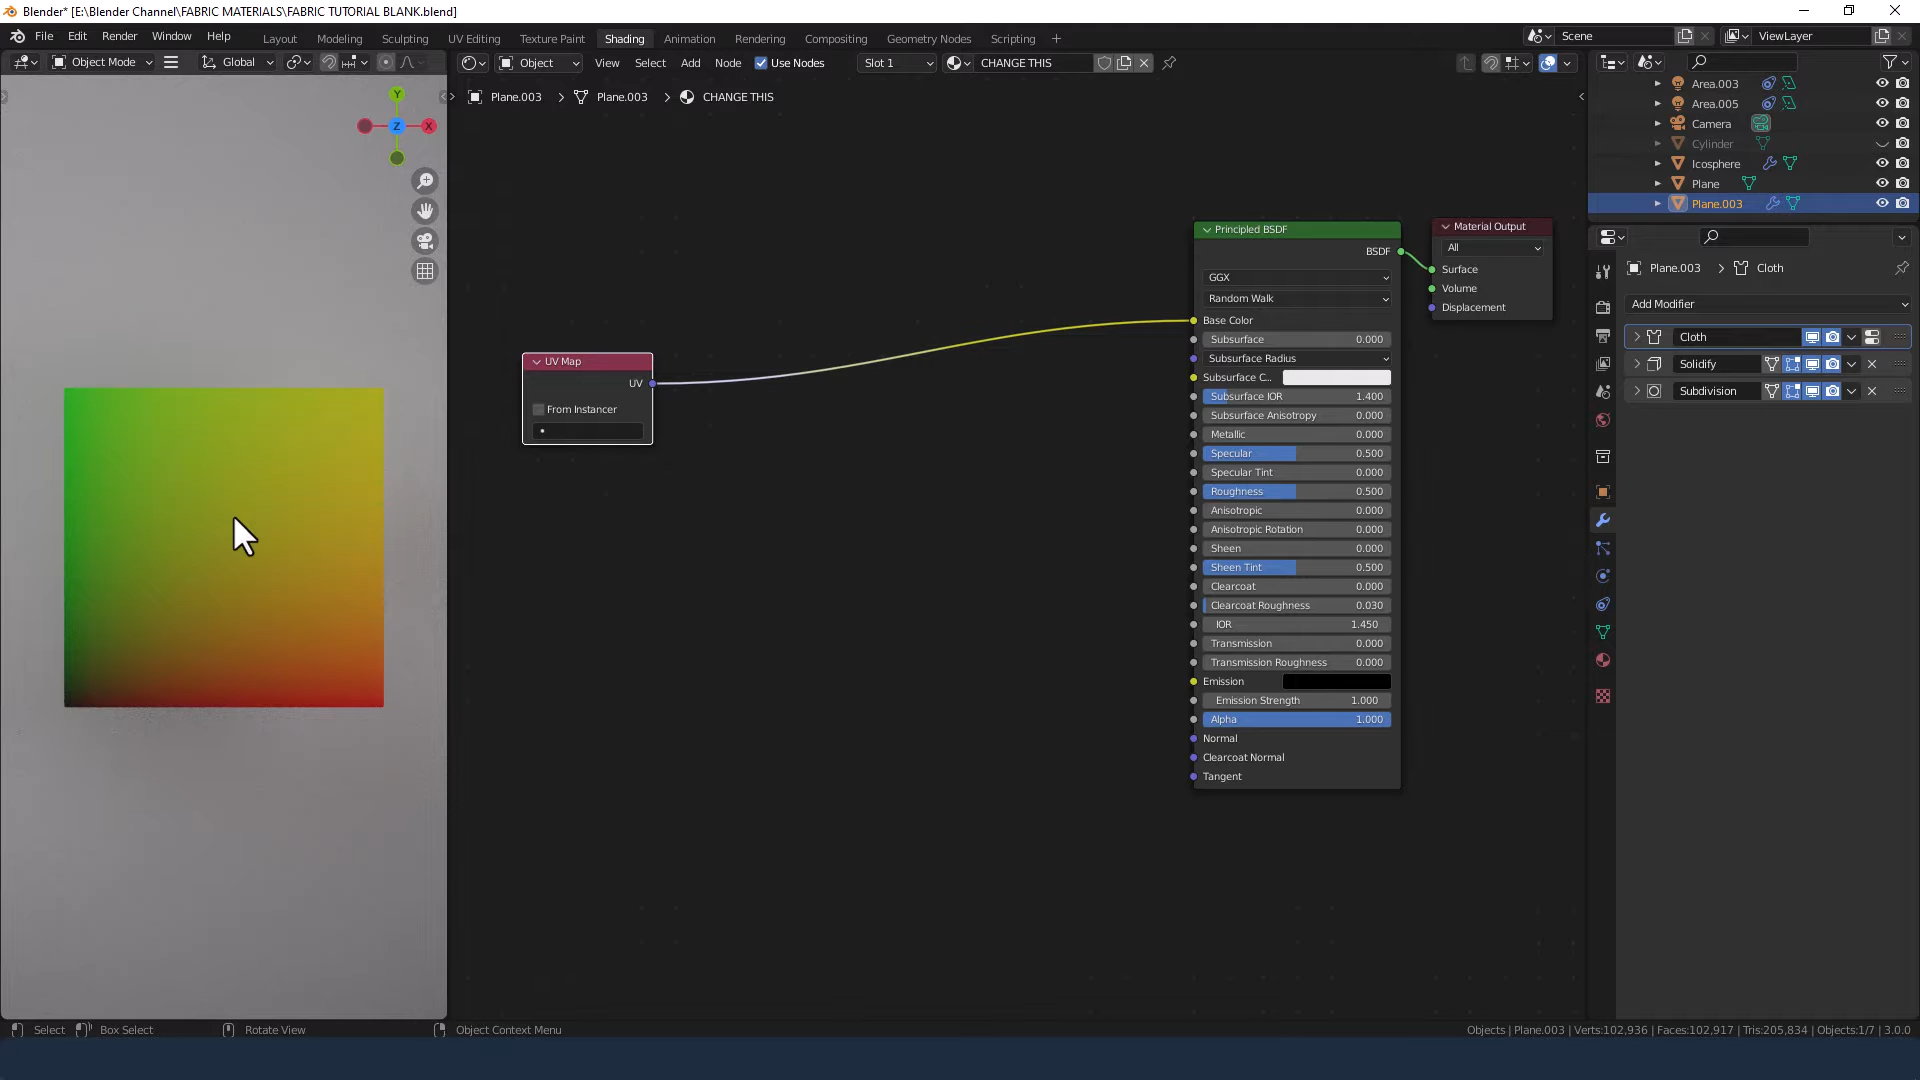 Blender* [E:\Blender Channel\FABRIC MATERIALS\FABRIC TUTORIAL BLANK.blend]
File Edit Render Window Help Layout Modeling Sculpting UV Editing Texture Paint Shading Animation Rendering Compositing Geometry Nodes Scripting + Scene ViewLayer
Object Mode Global Object View Select Add Node Use Nodes Slot 1 CHANGE THIS
Plane.003 > Plane.003 > CHANGE THIS
Y
Z X
Area.003
Area.005
Camera
Cylinder
Icosphere
Plane
Plane.003
Plane.003 > Cloth
Add Modifier
Cloth
Solidify
Subdivision
UV Map
UV
From Instancer
Principled BSDF
BSDF
GGX
Random Walk
Base Color
Subsurface 0.000
Subsurface Radius
Subsurface C...
Subsurface IOR 1.400
Subsurface Anisotropy 0.000
Metallic 0.000
Specular 0.500
Specular Tint 0.000
Roughness 0.500
Anisotropic 0.000
Anisotropic Rotation 0.000
Sheen 0.000
Sheen Tint 0.500
Clearcoat 0.000
Clearcoat Roughness 0.030
IOR 1.450
Transmission 0.000
Transmission Roughness 0.000
Emission
Emission Strength 1.000
Alpha 1.000
Normal
Clearcoat Normal
Tangent
Material Output
All
Surface
Volume
Displacement
Select Box Select Rotate View Object Context Menu Objects | Plane.003 | Verts:102,936 | Faces:102,917 | Tris:205,834 | Objects:1/7 | 3.0.0